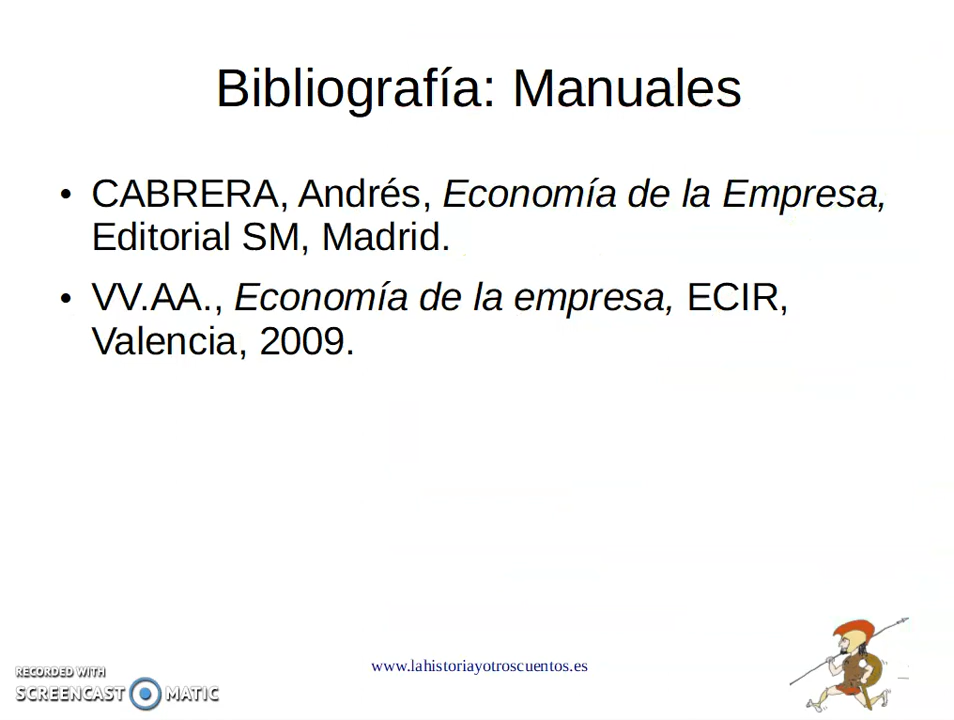 Bibliografía: Manuales
• CABRERA, Andrés, Economía de la Empresa,
Editorial SM, Madrid.
• VV.AA., Economía de la empresa, ECIR,
Valencia, 2009.
www.lahistoriayotroscuentos.es
RECORDED WITH
SCREENCAST MATIC